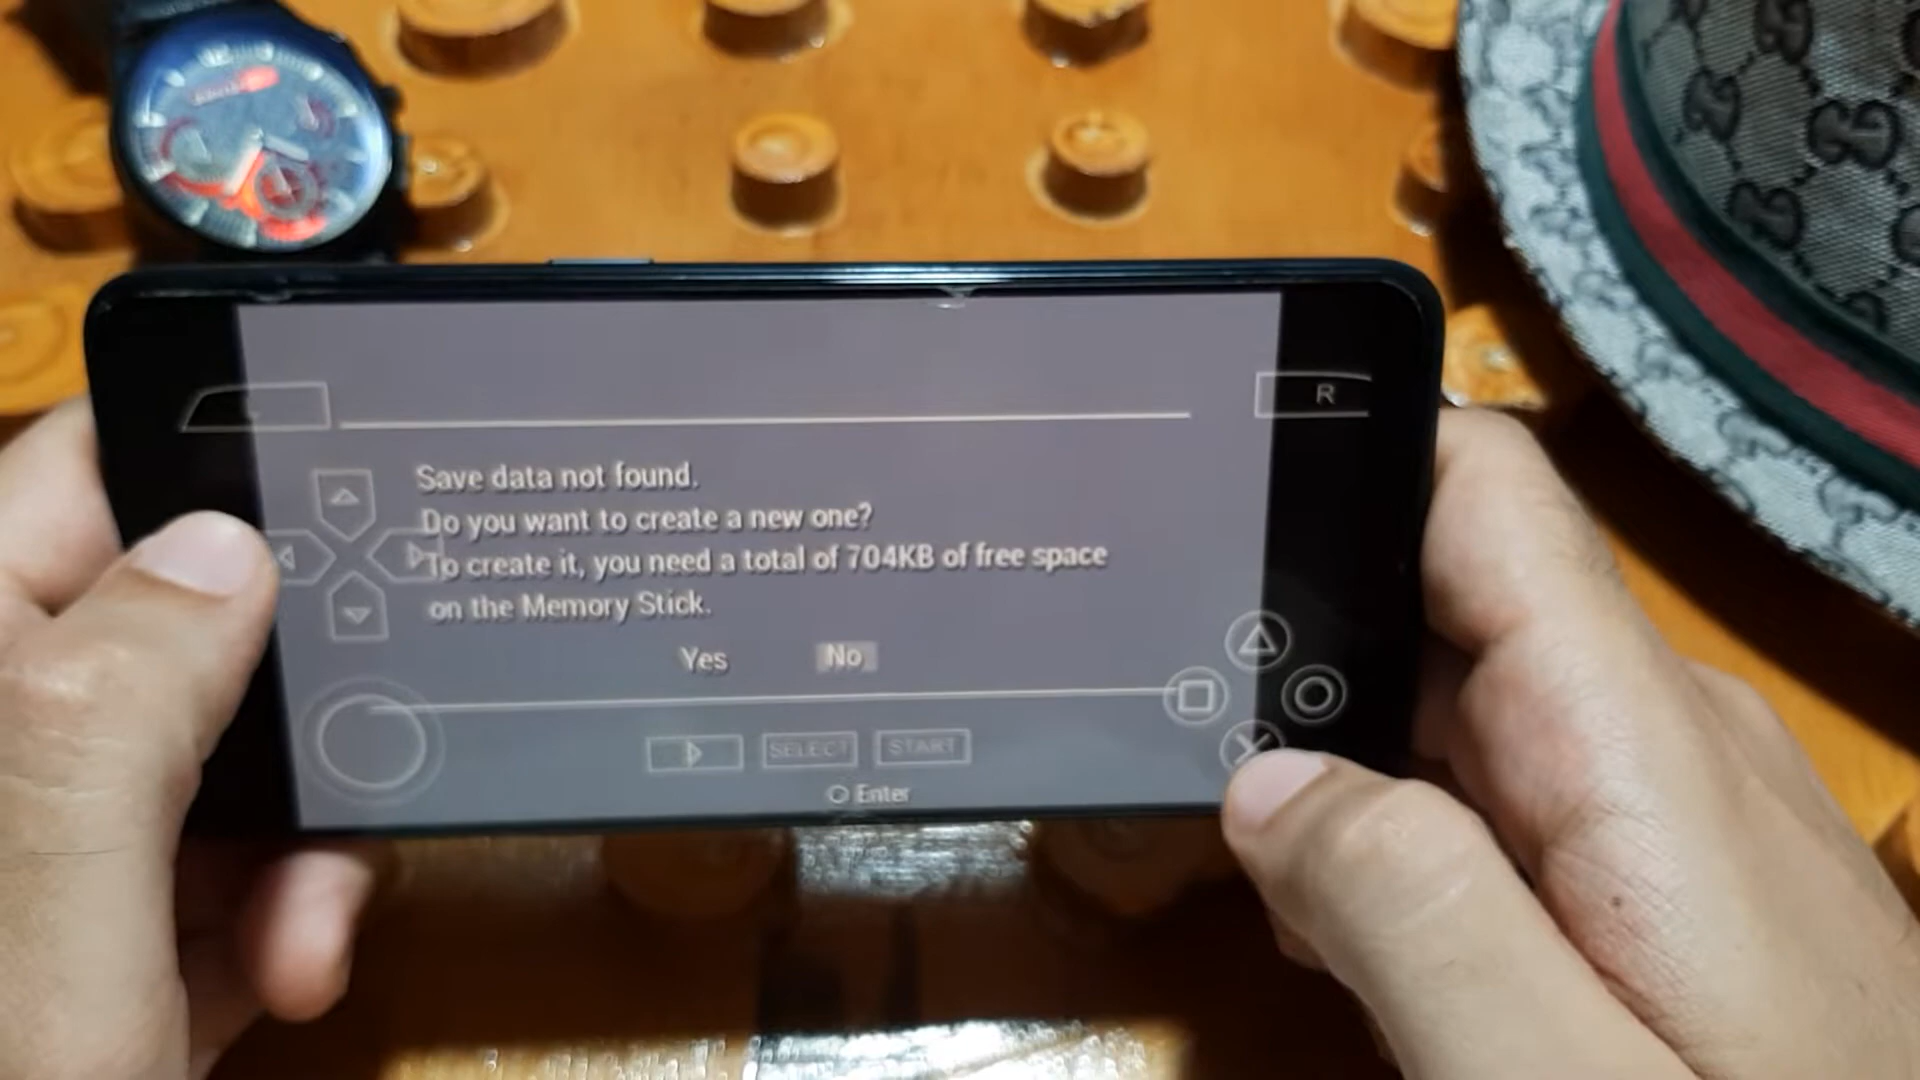 R
Save data not found.
Do you want to create a new one?
To create it, you need a total of 704KB of free space
on the Memory Stick.
Yes No
SELECT START
Enter